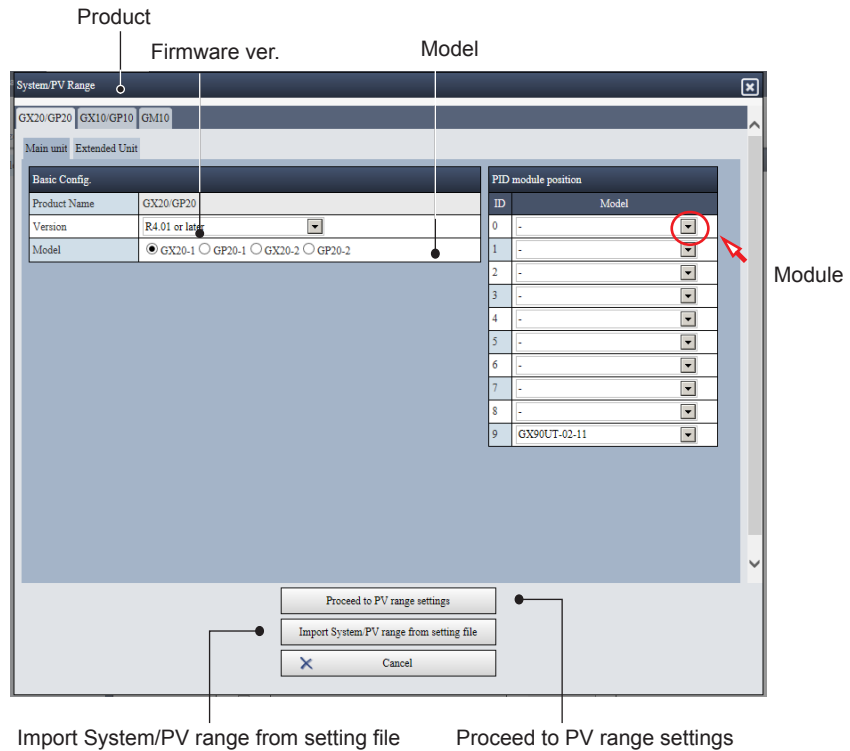 Product
Firmware ver.
Model
System/PV Range
GX20/GP20 GX10/GP10 GM10
Main unit Extended Unit
Basic Config.
Product Name GX20/GP20
Version R4.01 or later
Model GX20-1 GP20-1 GX20-2 GP20-2
PID module position
ID Model
0 -
1 -
2 -
3 -
4 -
5 -
6 -
7 -
8 -
9 GX90UT-02-11
Module
Proceed to PV range settings
Import System/PV range from setting file
Cancel
Import System/PV range from setting file
Proceed to PV range settings